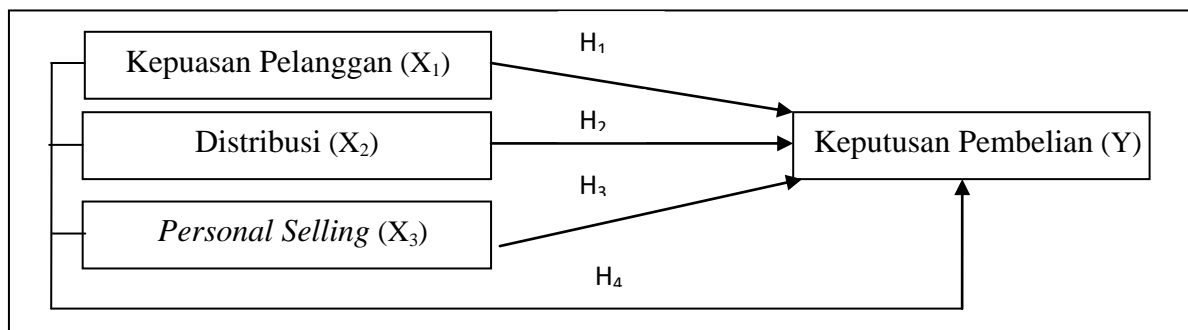 H₁
Kepuasan Pelanggan (X₁)
H₂
Distribusi (X₂)
Keputusan Pembelian (Y)
H₃
Personal Selling (X₃)
H₄